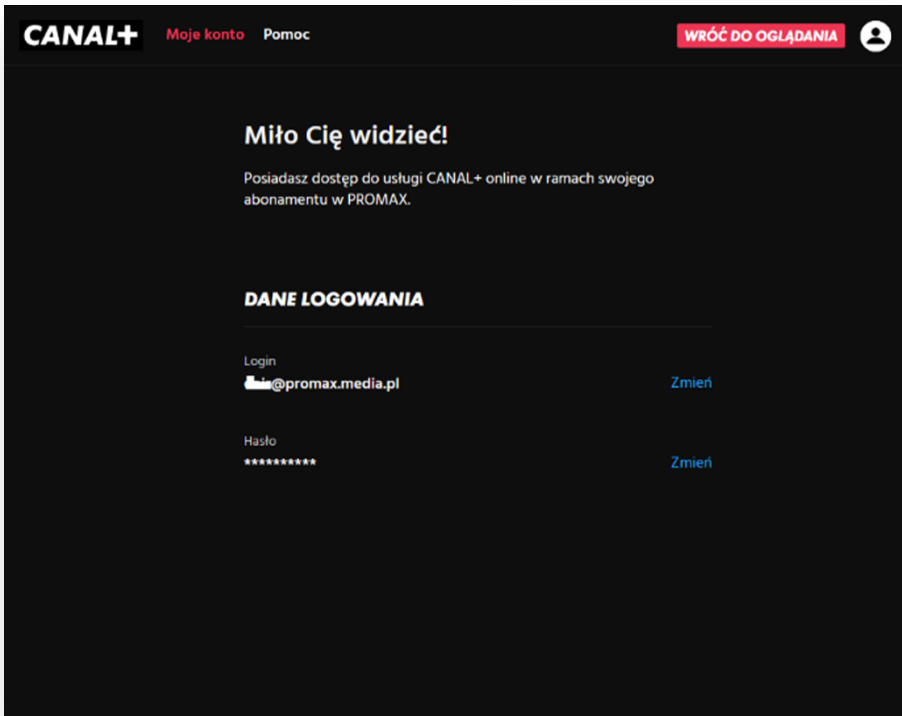 CANAL+ Moje konto Pomoc WRÓĆ DO OGLĄDANIA
Miło Cię widzieć!
Posiadasz dostęp do usługi CANAL+ online w ramach swojego
abonamentu w PROMAX.
DANE LOGOWANIA
Login
@promax.media.pl Zmień
Hasło
********** Zmień